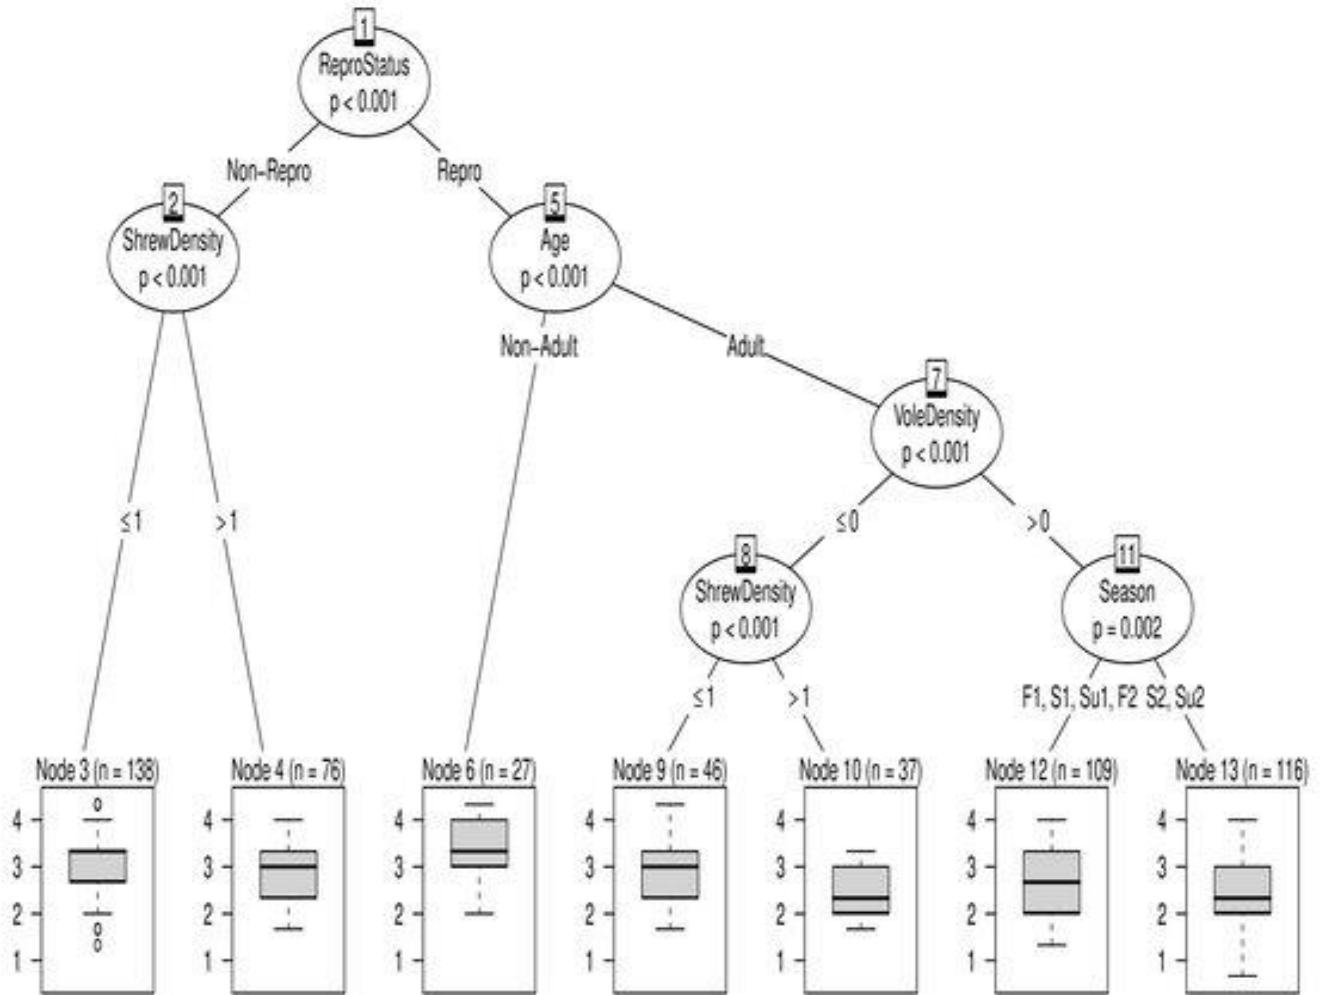 1
ReproStatus
p < 0.001
Non-Repro
Repro
2
ShrewDensity
p < 0.001
5
Age
p < 0.001
Non-Adult
Adult
7
VoleDensity
p < 0.001
≤1
>1
≤0
>0
8
ShrewDensity
p < 0.001
11
Season
p = 0.002
≤1
>1
F1, S1, Su1, F2
S2, Su2
Node 3 (n = 138)
4
3
2
1
Node 4 (n = 76)
4
3
2
1
Node 6 (n = 27)
4
3
2
1
Node 9 (n = 46)
4
3
2
1
Node 10 (n = 37)
4
3
2
1
Node 12 (n = 109)
4
3
2
1
Node 13 (n = 116)
4
3
2
1